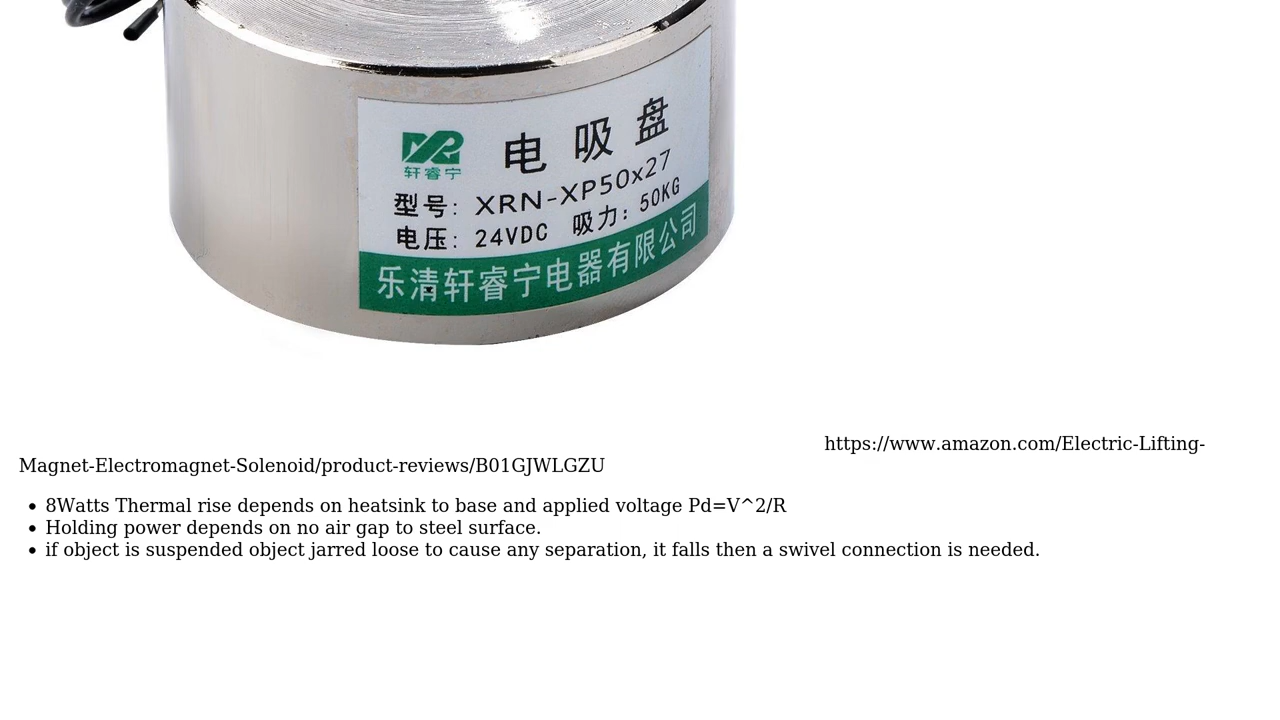 轩睿宁
电吸盘
型号: XRN-XP50x27
电压: 24VDC 吸力: 50KG
乐清轩睿宁电器有限公司
https://www.amazon.com/Electric-Lifting-
Magnet-Electromagnet-Solenoid/product-reviews/B01GJWLGZU
• 8Watts Thermal rise depends on heatsink to base and applied voltage Pd=V^2/R
• Holding power depends on no air gap to steel surface.
• if object is suspended object jarred loose to cause any separation, it falls then a swivel connection is needed.